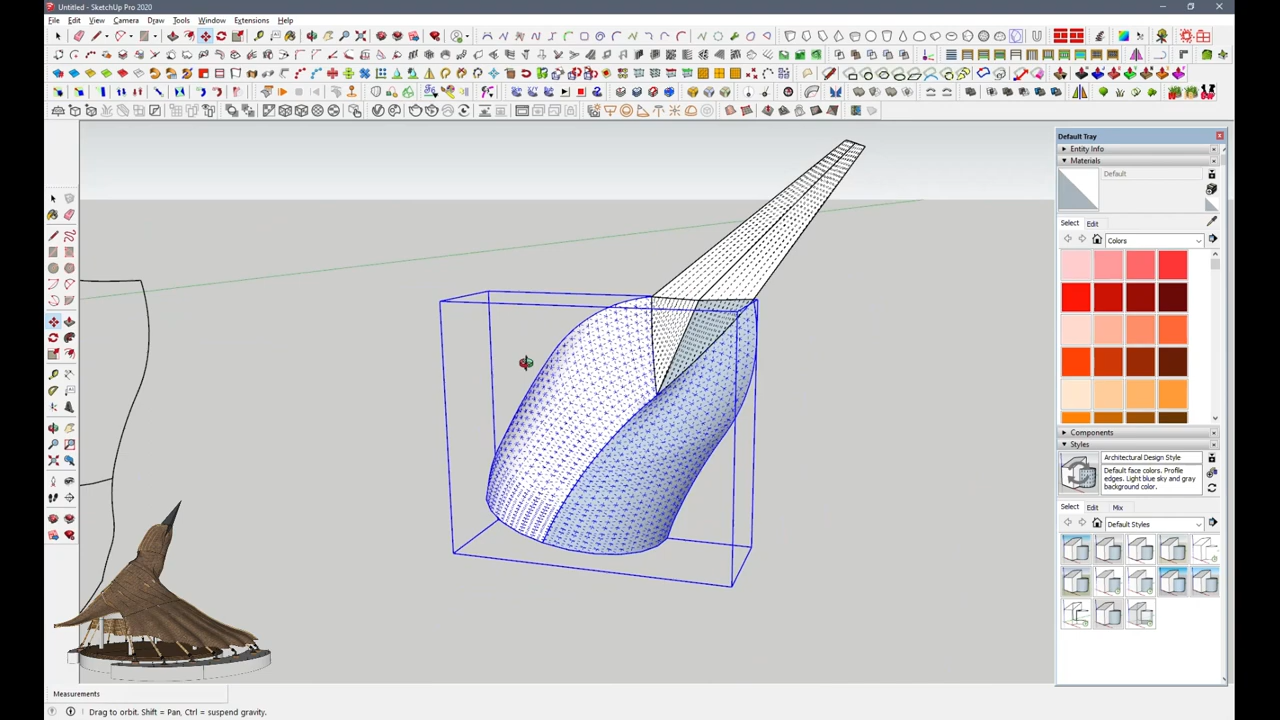 Untitled - SketchUp Pro 2020
File Edit View Camera Draw Tools Window Extensions Help
Default Tray
Entity Info
Materials
Default
Select Edit
Colors
Components
Styles
Architectural Design Style
Default face colors. Profile
edges. Light blue sky and gray
background color.
Select Edit Mix
Default Styles
Measurements
Drag to orbit. Shift = Pan, Ctrl = suspend gravity.